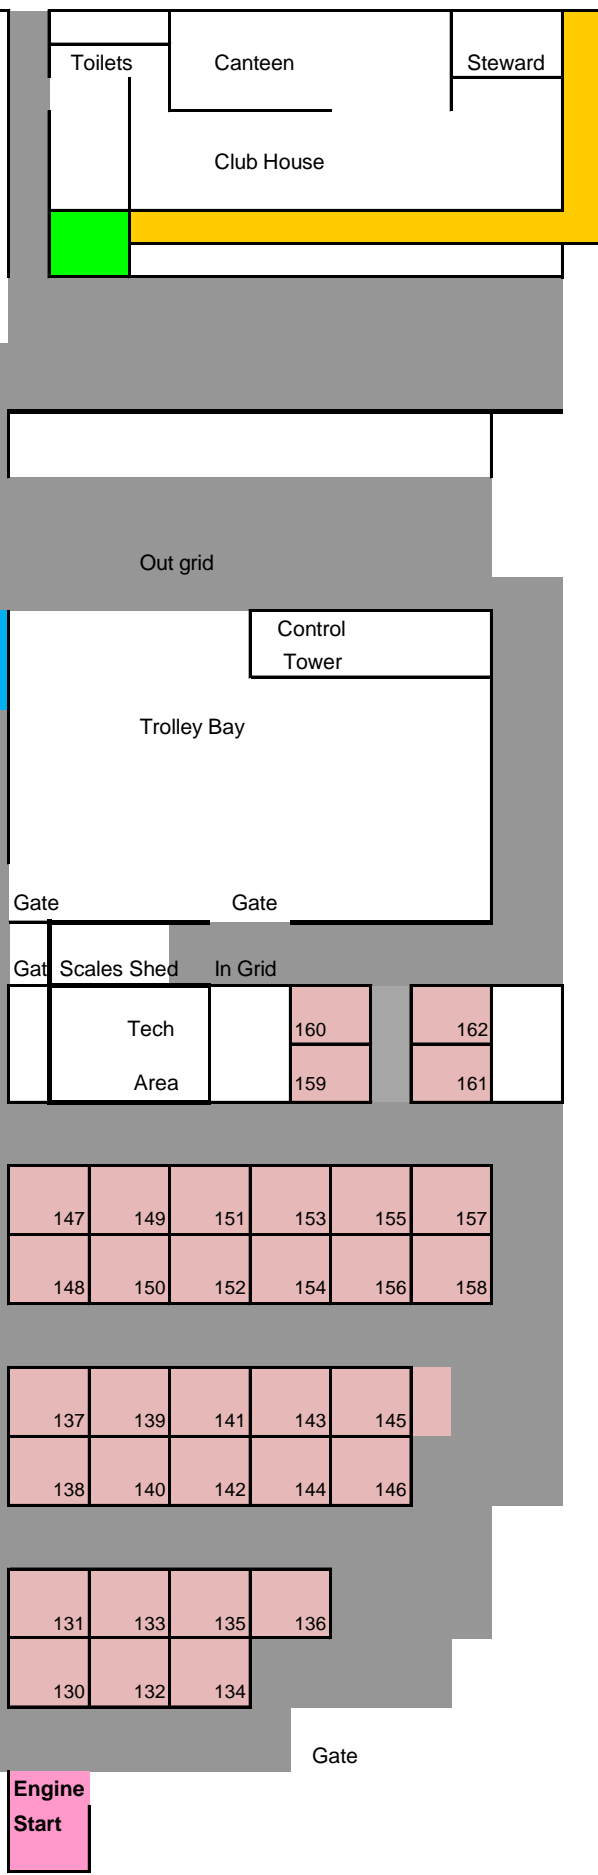 Toilets Canteen Steward
Club House
Out grid
Control
Tower
Trolley Bay
Gate Gate
Gat Scales Shed In Grid
Tech 160 162
Area 159 161
147 149 151 153 155 157
148 150 152 154 156 158
137 139 141 143 145
138 140 142 144 146
131 133 135 136
130 132 134
Gate
Engine
Start